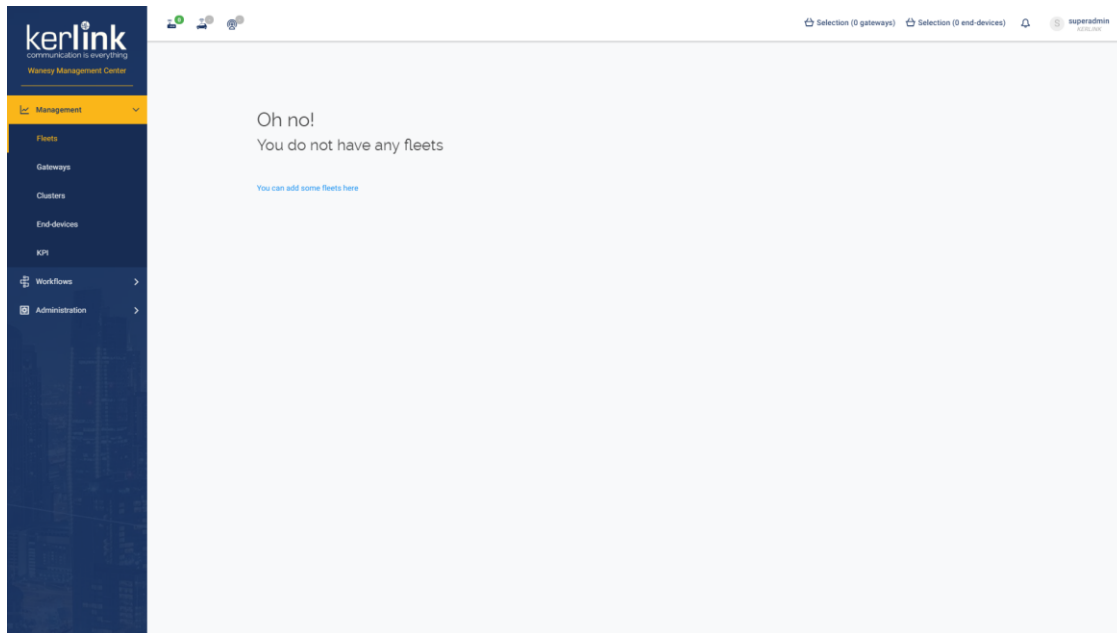 kerlink
communication is everything
Wanesy Management Center
0
Selection (0 gateways)
Selection (0 end-devices)
S
superadmin
KERLINK
Management
Fleets
Gateways
Clusters
End-devices
KPI
Workflows
Administration
Oh no!
You do not have any fleets
You can add some fleets here